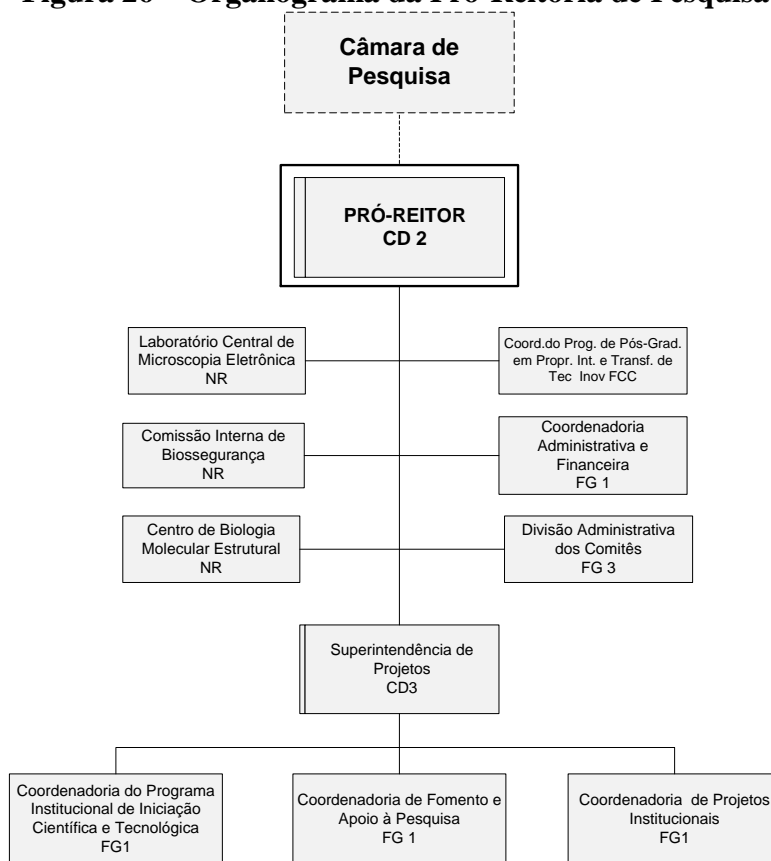 Figura 20 – Organograma da Pró-Reitoria de Pesquisa
Câmara de
Pesquisa
PRÓ-REITOR
CD 2
Laboratório Central de
Microscopia Eletrônica
NR
Coord.do Prog. de Pós-Grad.
em Propr. Int. e Transf. de
Tec Inov FCC
Comissão Interna de
Biossegurança
NR
Coordenadoria
Administrativa e
Financeira
FG 1
Centro de Biologia
Molecular Estrutural
NR
Divisão Administrativa
dos Comitês
FG 3
Superintendência de
Projetos
CD3
Coordenadoria do Programa
Institucional de Iniciação
Científica e Tecnológica
FG1
Coordenadoria de Fomento e
Apoio à Pesquisa
FG 1
Coordenadoria de Projetos
Institucionais
FG1